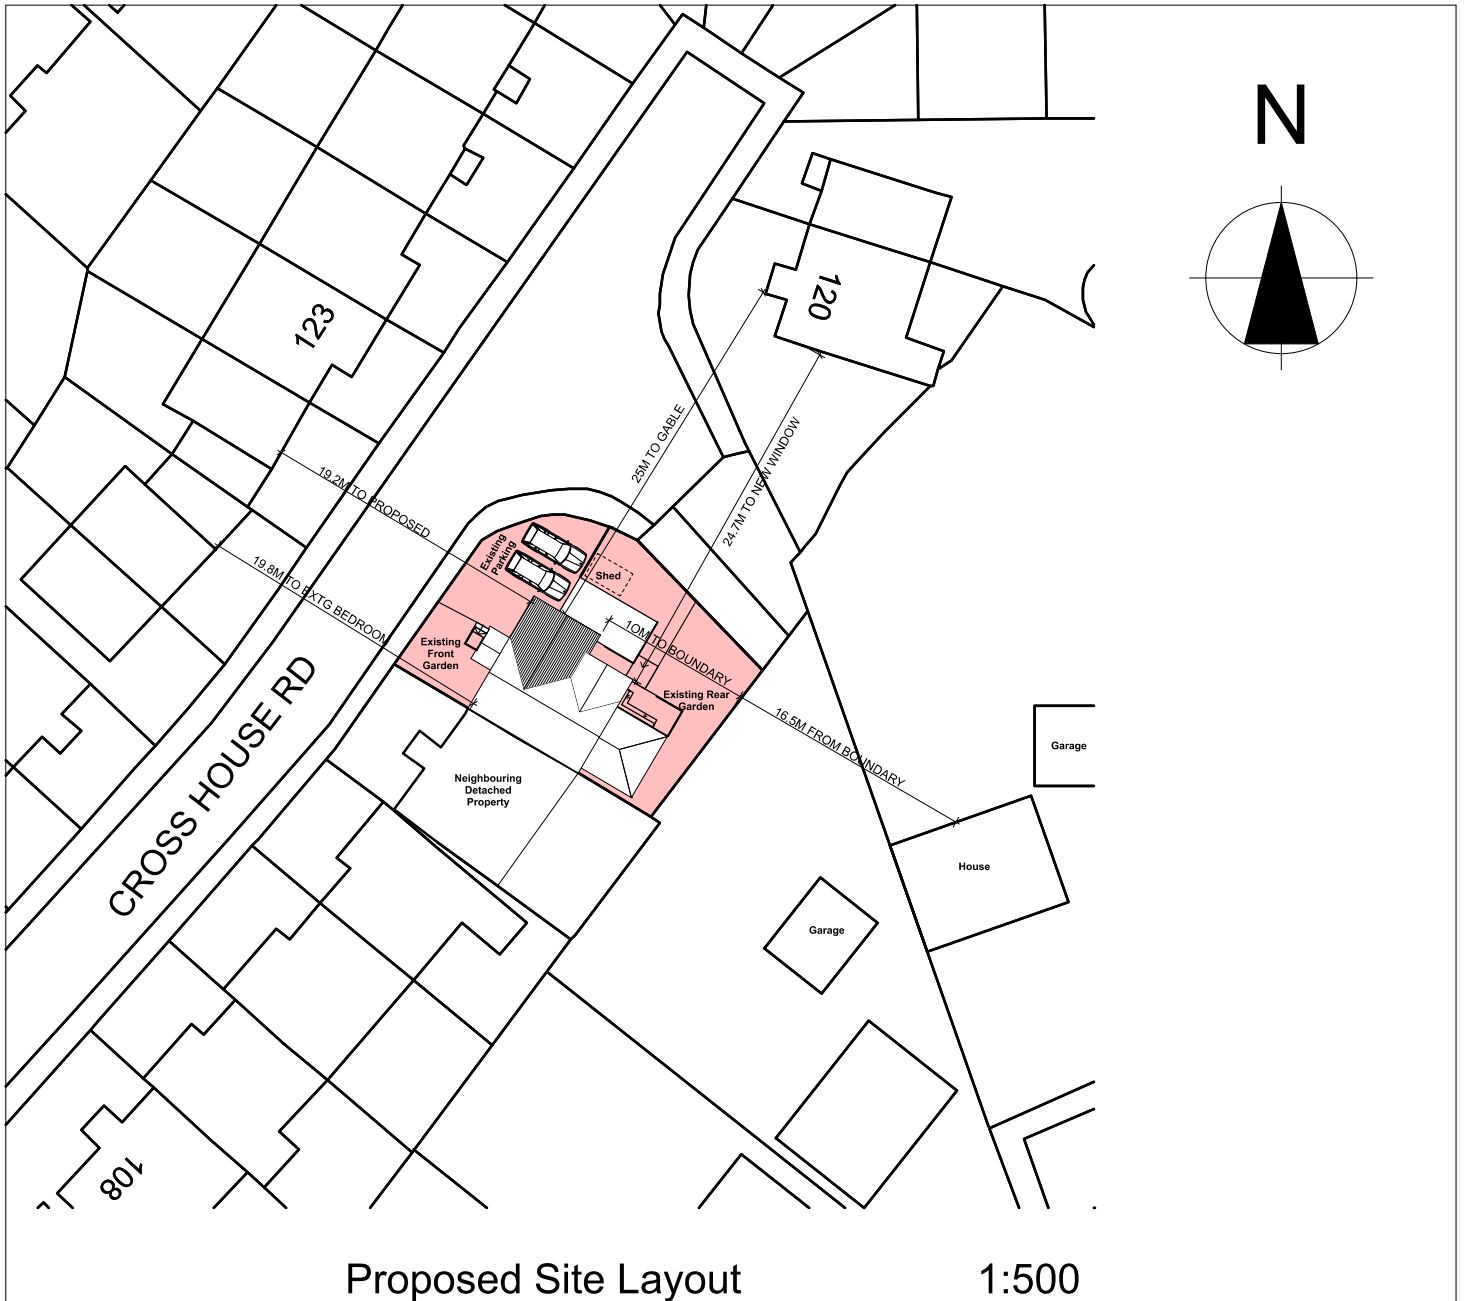 N
123
120
25M TO GABLE
24.7M TO NEW WINDOW
19.2M TO PROPOSED
19.8M TO EXTG BEDROOM
Existing
Parking
Shed
1OM TO BOUNDARY
Existing
Front
Garden
Existing Rear
Garden
16.5M FROM BOUNDARY
Garage
CROSS HOUSE RD
Neighbouring
Detached
Property
House
Garage
108
Proposed Site Layout
1:500